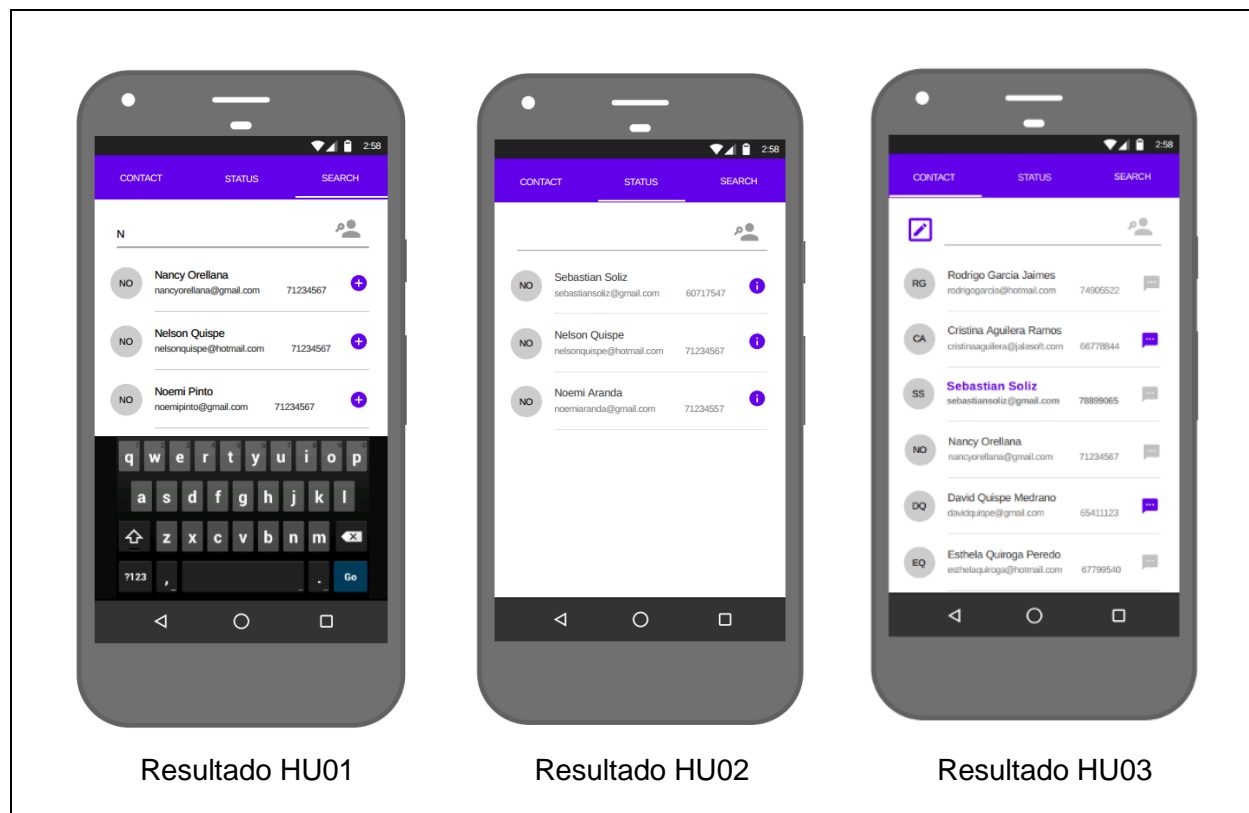 2:58
CONTACT STATUS SEARCH
N
NO Nancy Orellana
nancyorellana@gmail.com 71234567
NO Nelson Quispe
nelsonquispe@hotmail.com 71234567
NO Noemi Pinto
noemipinto@gmail.com 71234567
q w e r t y u i o p
a s d f g h j k l
z x c v b n m
?123 , . Go
Resultado HU01
2:58
CONTACT STATUS SEARCH
NO Sebastian Soliz
sebastiansoliz@gmail.com 60717547
NO Nelson Quispe
nelsonquispe@hotmail.com 71234567
NO Noemi Aranda
noemiaranda@gmail.com 71234557
Resultado HU02
2:58
CONTACT STATUS SEARCH
RG Rodrigo Garcia Jaimes
rodrigogarcia@hotmail.com 74905522
CA Cristina Aguilera Ramos
cristinaaguilera@jalasoft.com 66778844
SS Sebastian Soliz
sebastiansoliz@gmail.com 78899065
NO Nancy Orellana
nancyorellana@gmail.com 71234567
DQ David Quispe Medrano
davidquispe@gmail.com 65411123
EQ Esthela Quiroga Peredo
esthelaquiroga@hotmail.com 67799540
Resultado HU03